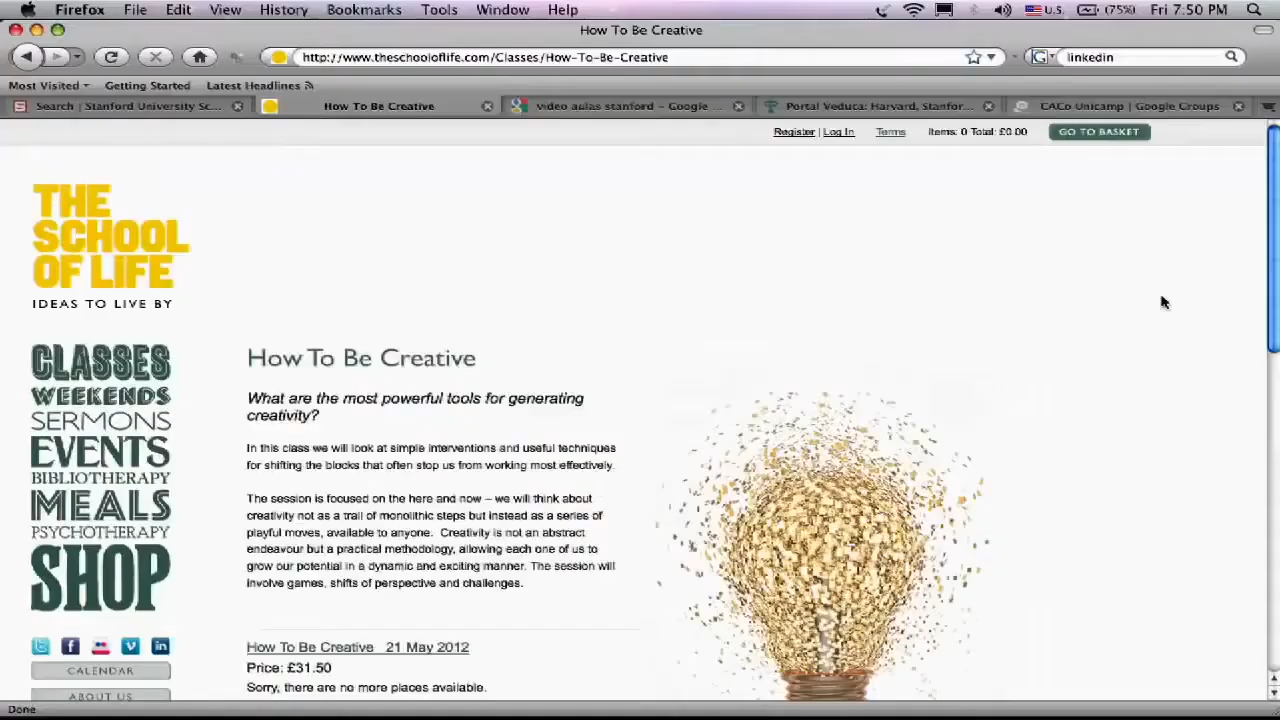 Firefox File Edit View History Bookmarks Tools Window Help U.S. (75%) Fri 7:50 PM
How To Be Creative
http://www.theschooloflife.com/Classes/How-To-Be-Creative linkedin
Most Visited Getting Started Latest Headlines
Search | Stanford University Sc... How To Be Creative video aulas stanford – Google ... Portal Veduca: Harvard, Stanfor... CACo Unicamp | Google Groups
Register | Log In Terms Items: 0 Total: £0.00 GO TO BASKET
THE
SCHOOL
OF LIFE
IDEAS TO LIVE BY
CLASSES
WEEKENDS
SERMONS
EVENTS
BIBLIOTHERAPY
MEALS
PSYCHOTHERAPY
SHOP
CALENDAR
ABOUT US
How To Be Creative
What are the most powerful tools for generating
creativity?
In this class we will look at simple interventions and useful techniques
for shifting the blocks that often stop us from working most effectively.
The session is focused on the here and now – we will think about
creativity not as a trail of monolithic steps but instead as a series of
playful moves, available to anyone. Creativity is not an abstract
endeavour but a practical methodology, allowing each one of us to
grow our potential in a dynamic and exciting manner. The session will
involve games, shifts of perspective and challenges.
How To Be Creative 21 May 2012
Price: £31.50
Sorry, there are no more places available.
Done